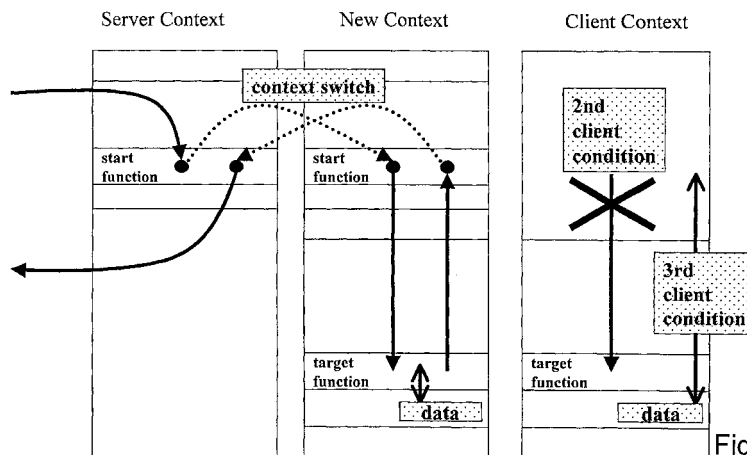 Server Context
New Context
Client Context
context switch
2nd
client
condition
start
function
start
function
3rd
client
condition
target
function
target
function
data
data
Fig